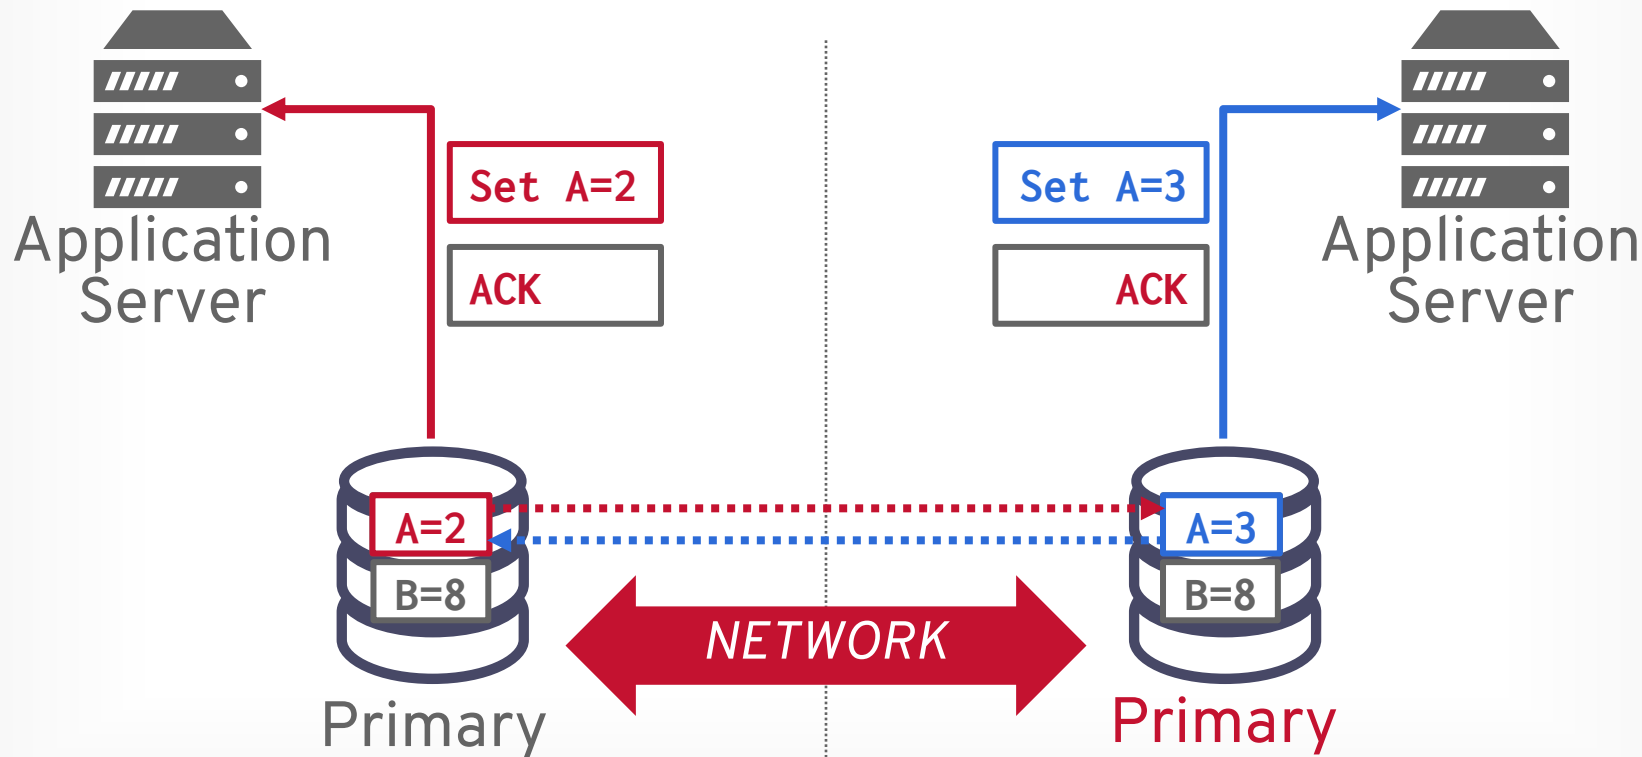 Set A=2
ACK
Application
Server
Set A=3
ACK
Application
Server
A=2
B=8
Primary
NETWORK
A=3
B=8
Primary